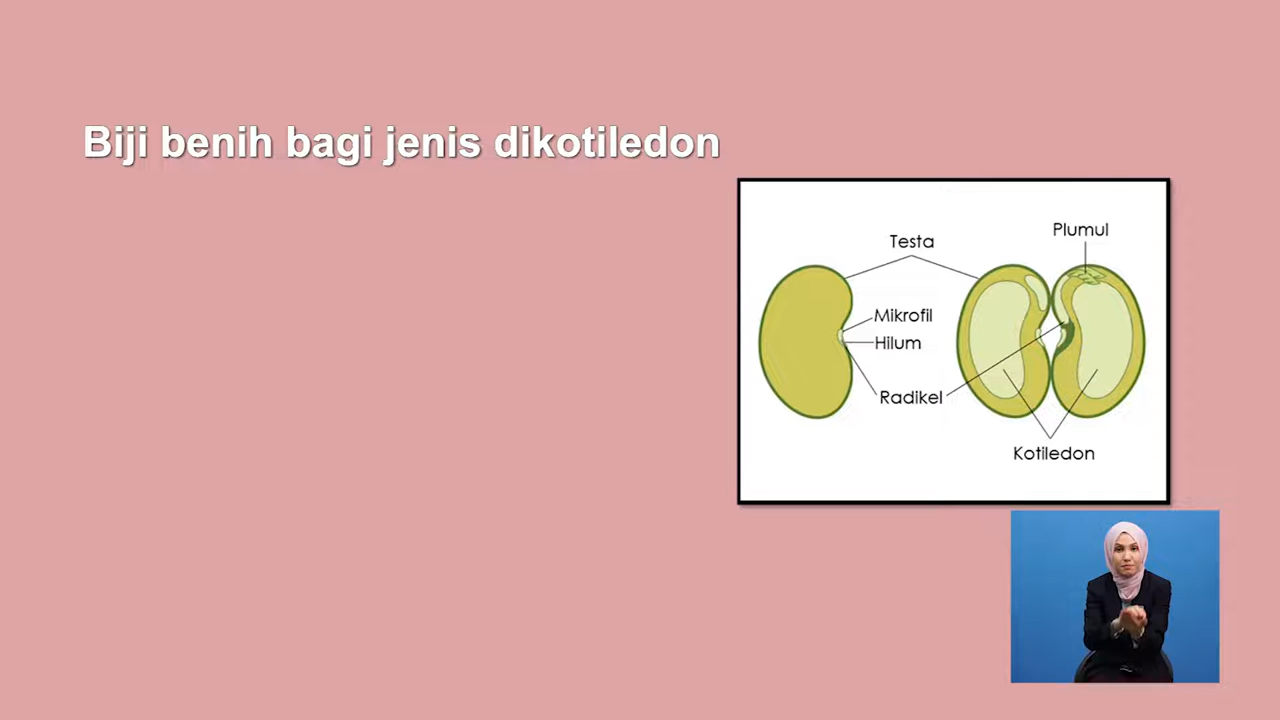 Biji benih bagi jenis dikotiledon
Plumul
Testa
Mikrofil
Hilum
Radikel
Kotiledon